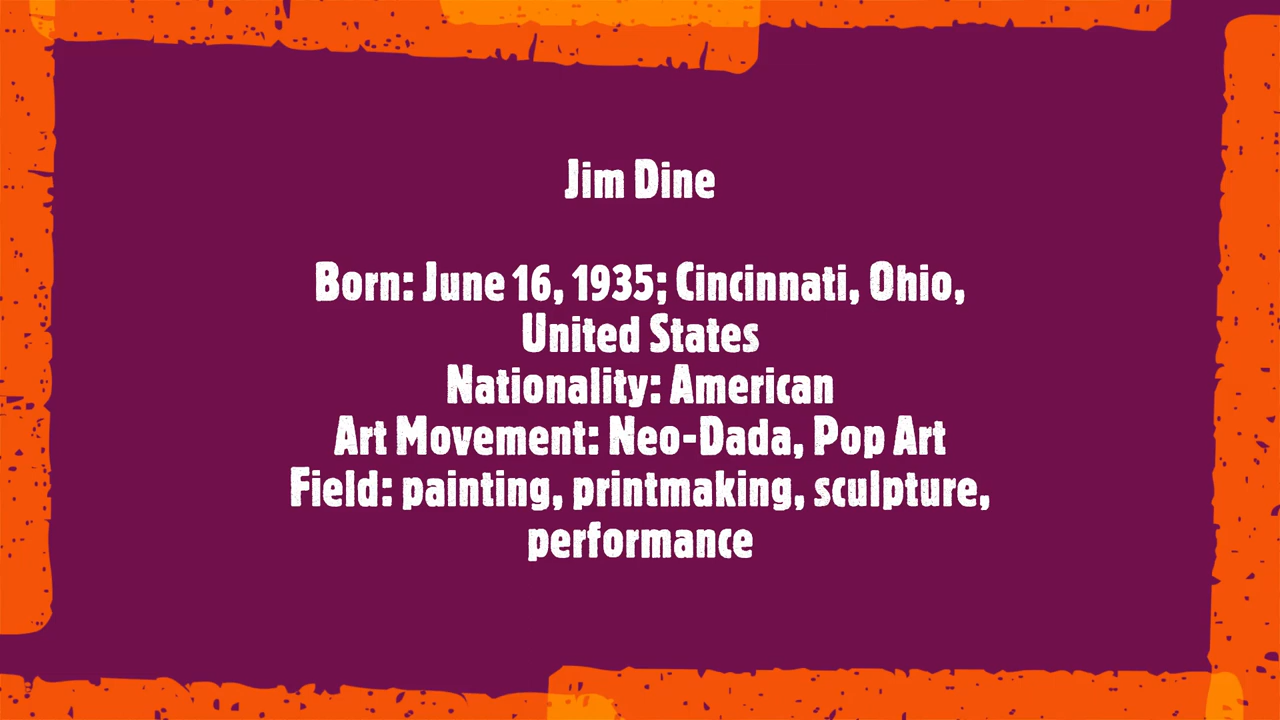 Jim Dine
Born: June 16, 1935; Cincinnati, Ohio,
United States
Nationality: American
Art Movement: Neo-Dada, Pop Art
Field: painting, printmaking, sculpture,
performance